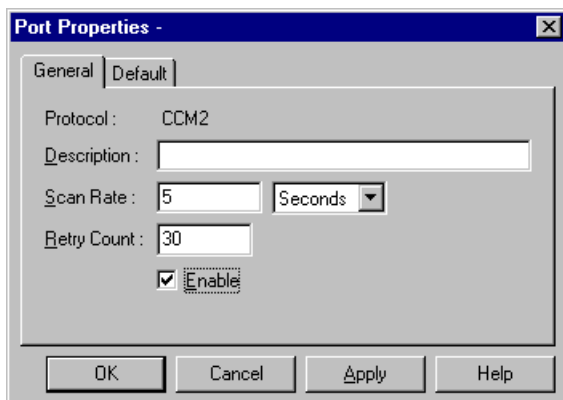 Port Properties -
General Default
Protocol : CCM2
Description :
Scan Rate : 5 Seconds
Retry Count : 30
Enable
OK Cancel Apply Help